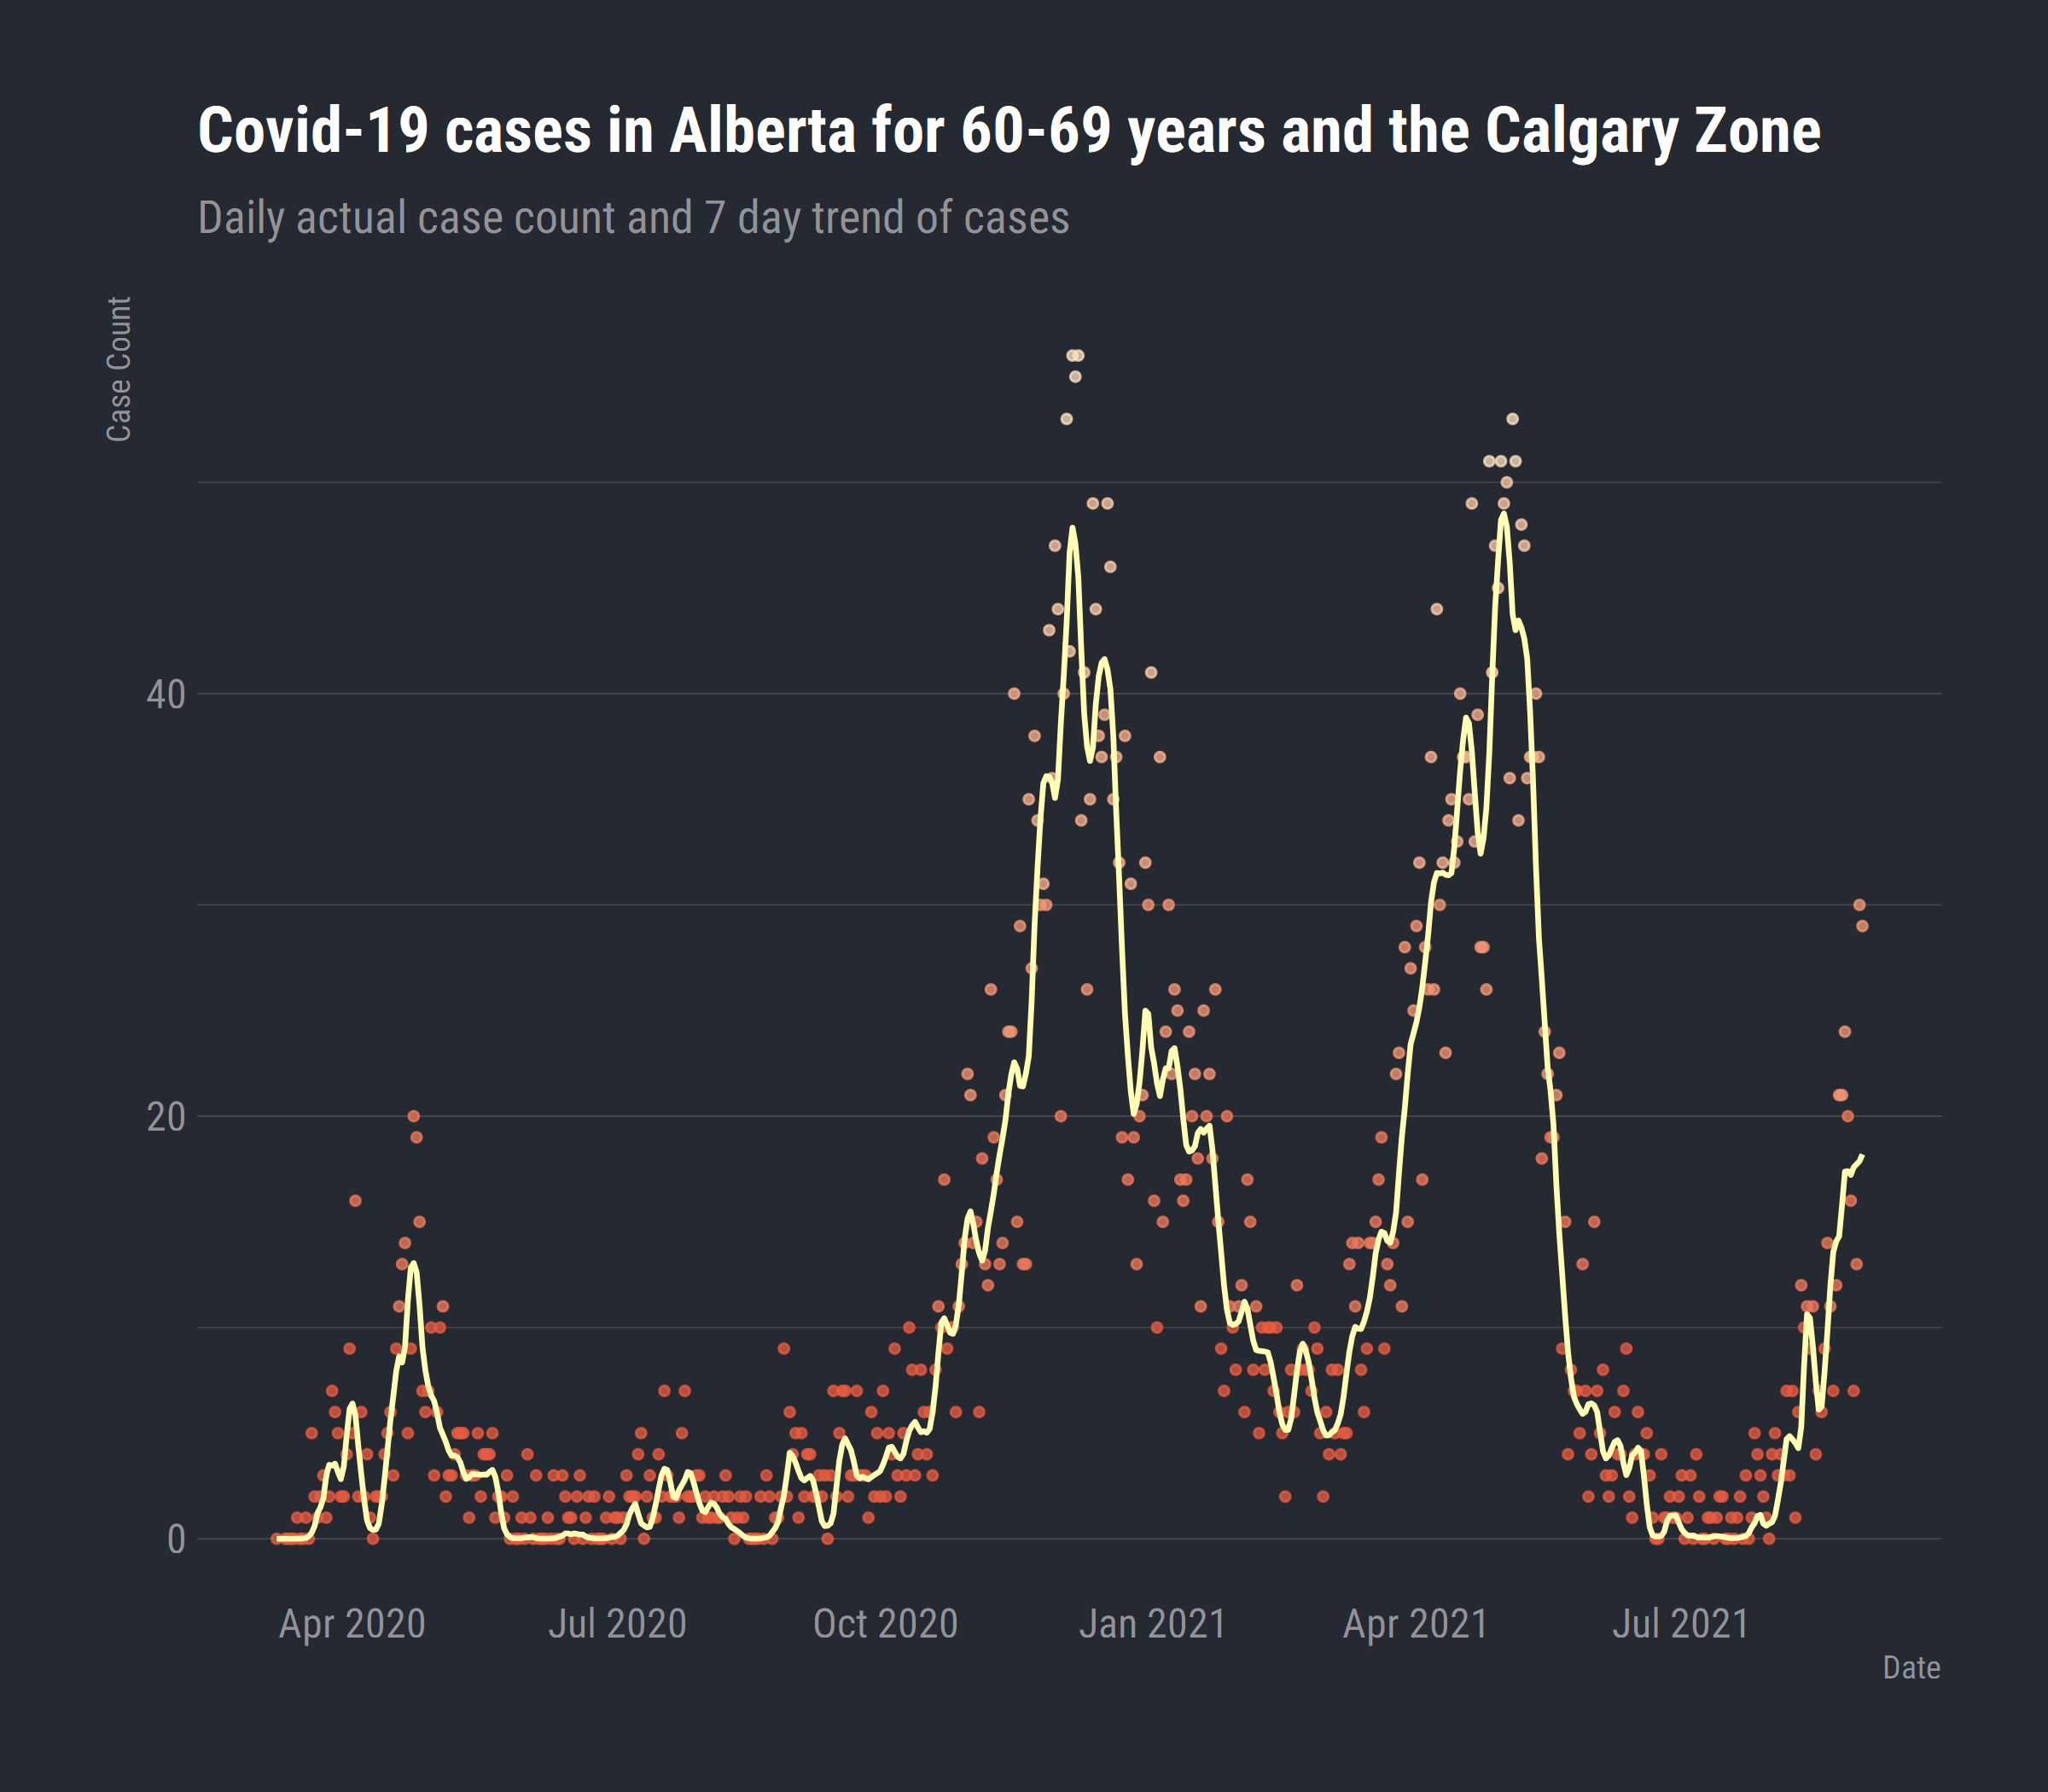 Covid-19 cases in Alberta for 60-69 years and the Calgary Zone
Daily actual case count and 7 day trend of cases
Case Count
40
20
0
Apr 2020 Jul 2020 Oct 2020 Jan 2021 Apr 2021 Jul 2021
Date